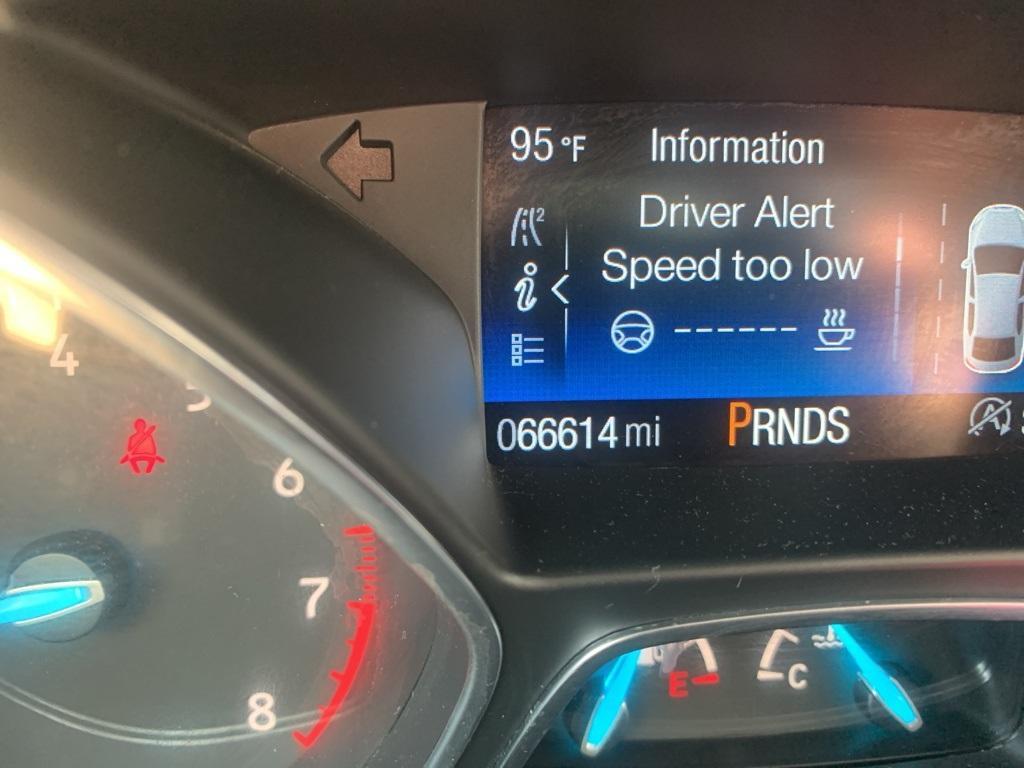 95 °F Information
Driver Alert
Speed too low
066614 mi PRNDS
4
5
6
7
8
E
C